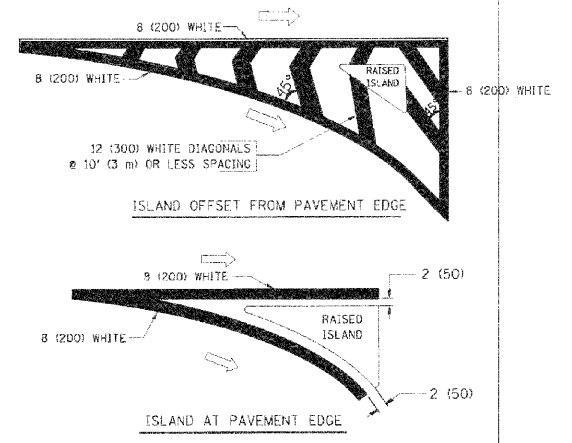 8 (200) WHITE
8 (200) WHITE
RAISED
ISLAND
45°
8 (200) WHITE
45°
12 (300) WHITE DIAGONALS
@ 10' (3 m) OR LESS SPACING
ISLAND OFFSET FROM PAVEMENT EDGE
8 (200) WHITE
2 (50)
RAISED
ISLAND
8 (200) WHITE
2 (50)
ISLAND AT PAVEMENT EDGE